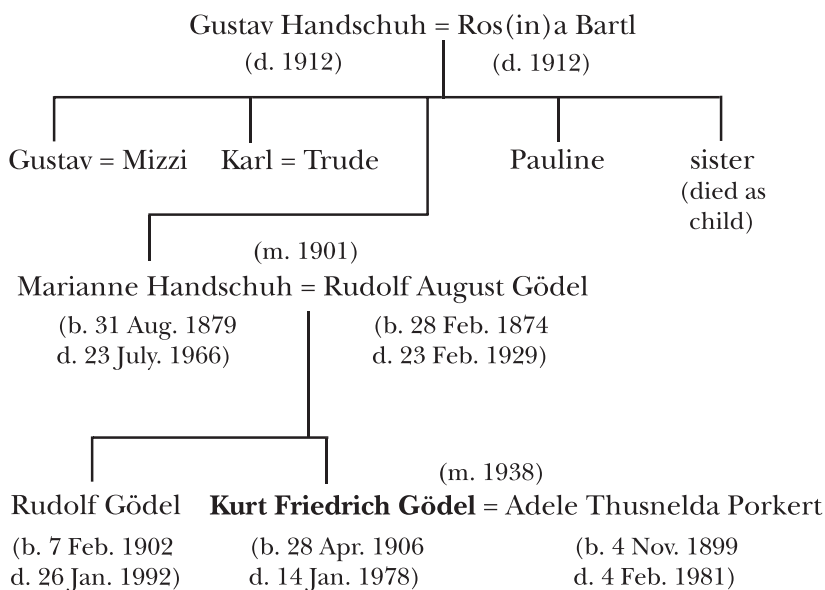 Gustav Handschuh = Ros(in)a Bartl
(d. 1912) (d. 1912)
Gustav = Mizzi Karl = Trude Pauline sister
(died as
child)
(m. 1901)
Marianne Handschuh = Rudolf August Gödel
(b. 31 Aug. 1879 (b. 28 Feb. 1874
d. 23 July. 1966) d. 23 Feb. 1929)
(m. 1938)
Rudolf Gödel Kurt Friedrich Gödel = Adele Thusnelda Porkert
(b. 7 Feb. 1902 (b. 28 Apr. 1906 (b. 4 Nov. 1899
d. 26 Jan. 1992) d. 14 Jan. 1978) d. 4 Feb. 1981)